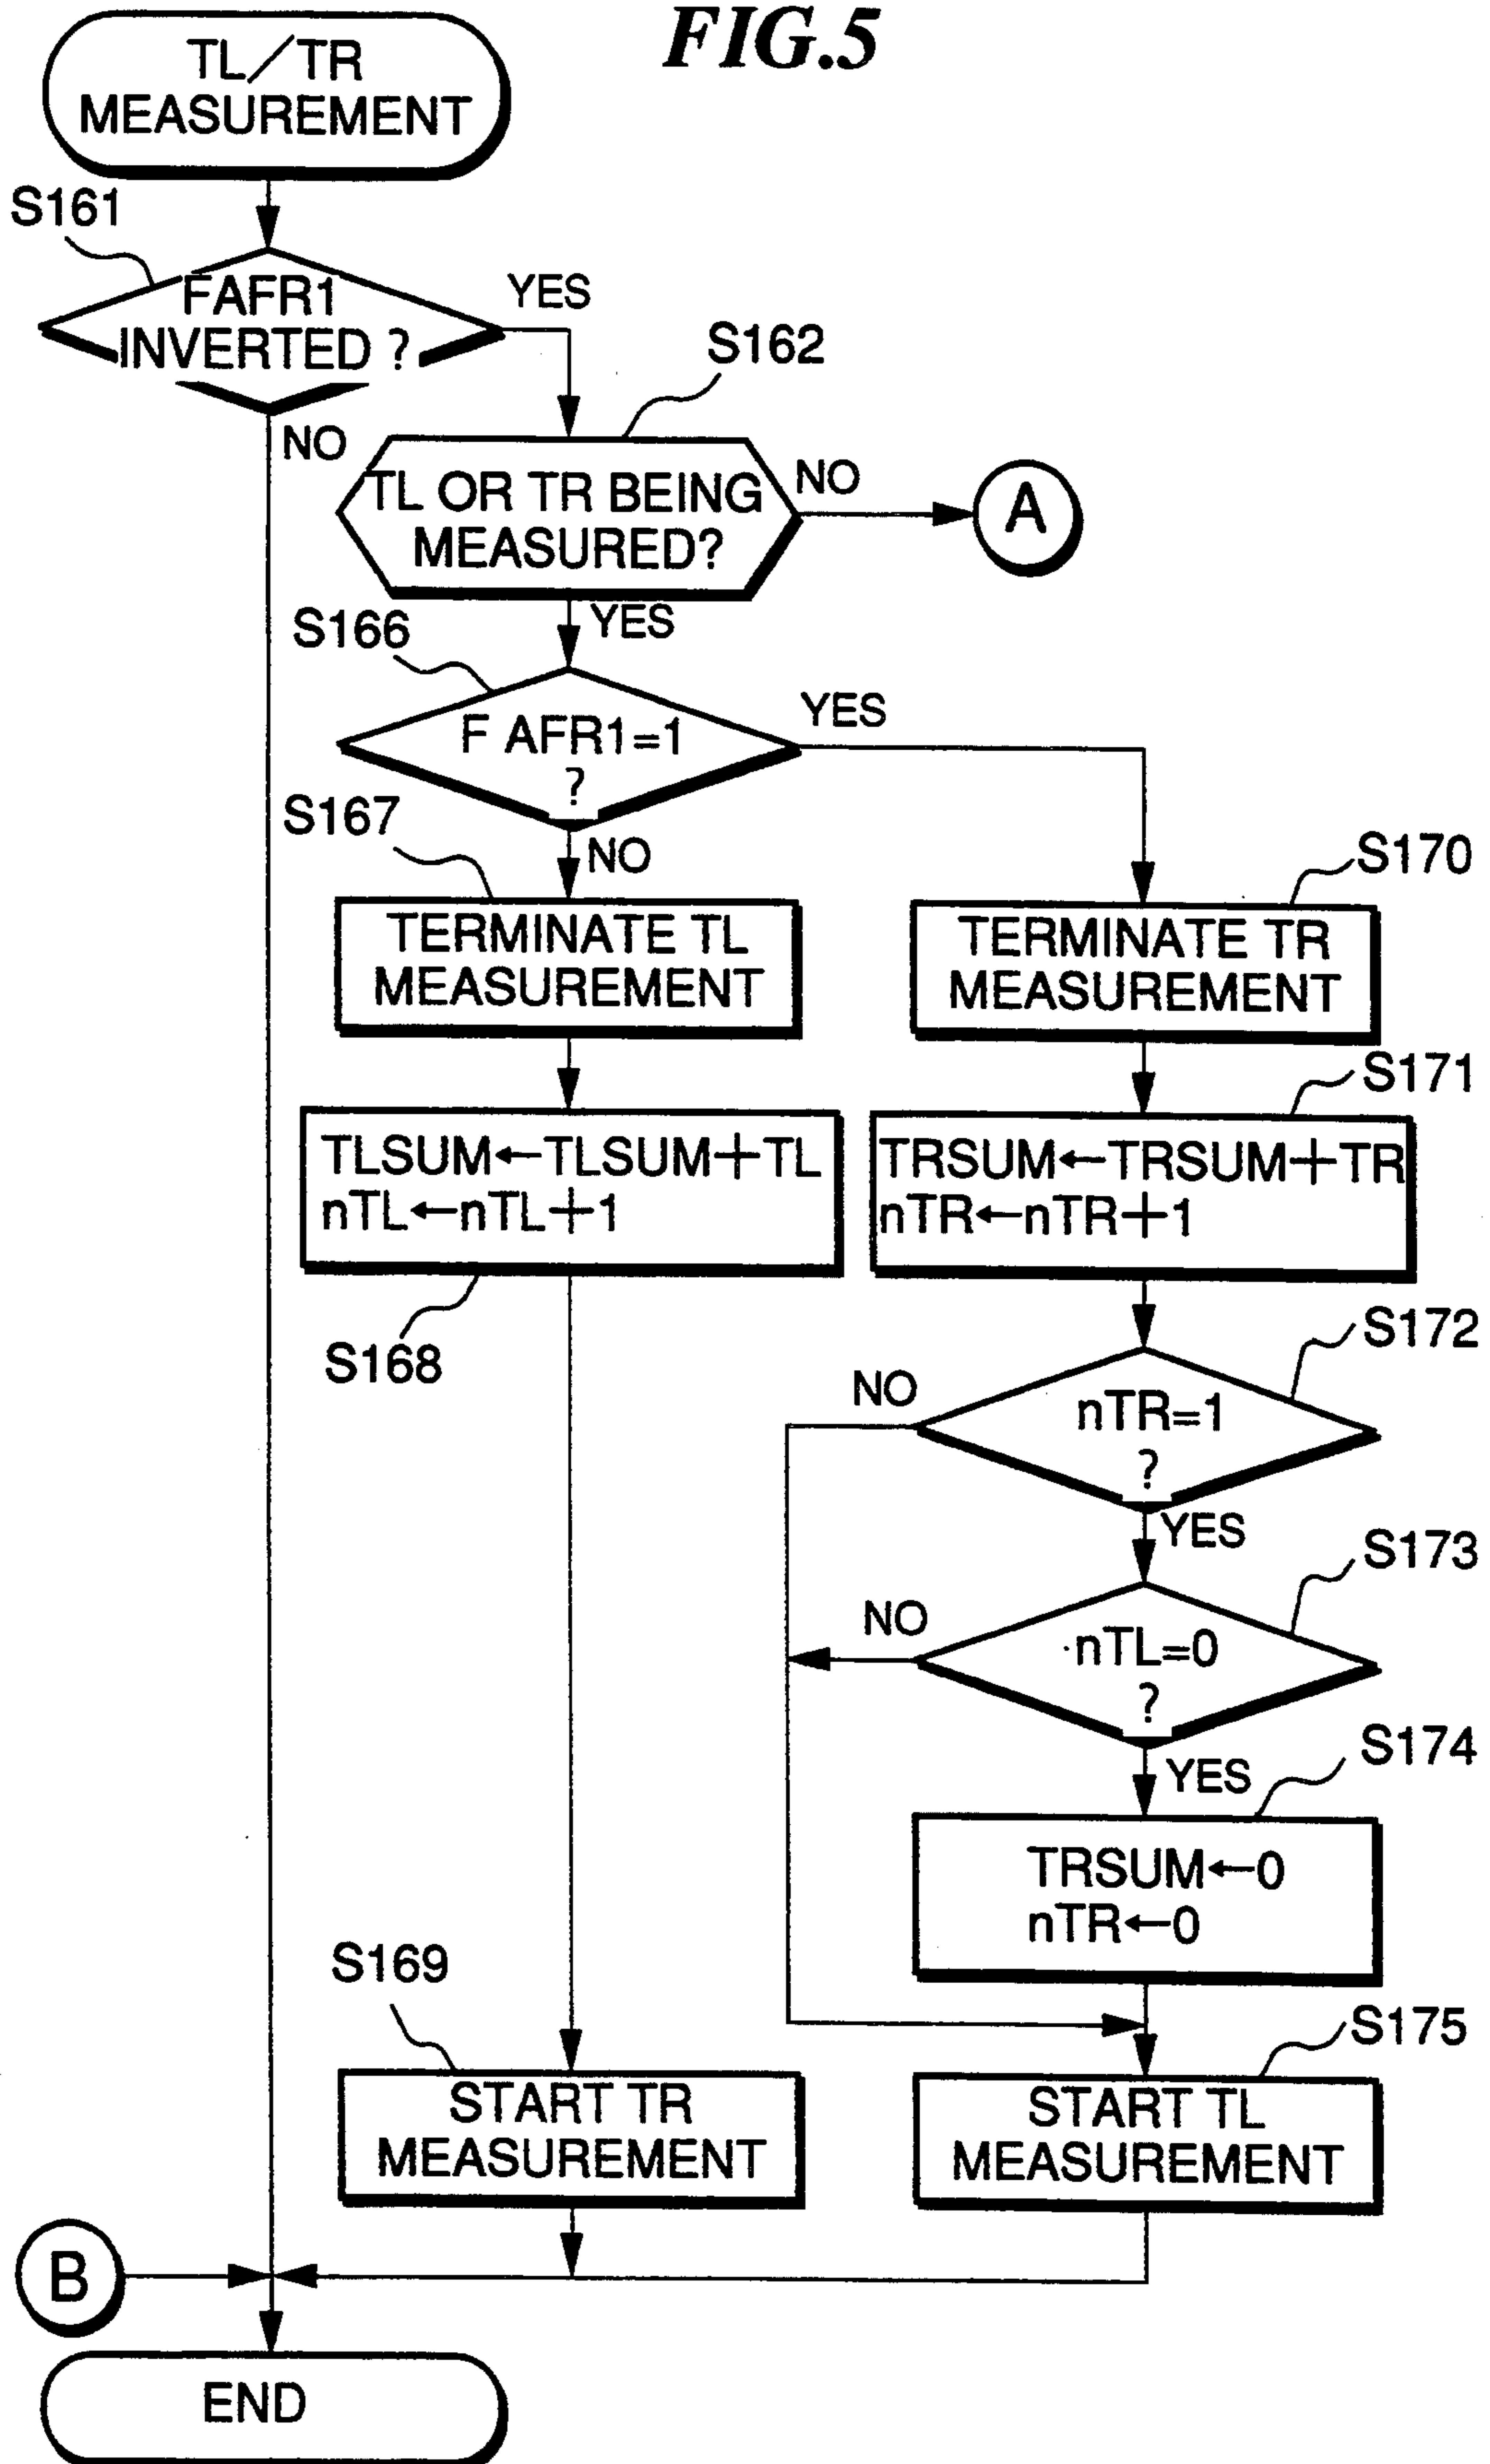 FIG.5
TL/TR
MEASUREMENT
S161
FAFR1
INVERTED ?
YES
NO
S162
TL OR TR BEING
MEASURED?
NO
A
YES
S166
F AFR1=1
?
YES
NO
S167
TERMINATE TL
MEASUREMENT
S170
TERMINATE TR
MEASUREMENT
TLSUM←TLSUM+TL
nTL←nTL+1
S168
S171
TRSUM←TRSUM+TR
nTR←nTR+1
S172
NO
nTR=1
?
YES
S173
NO
nTL=0
?
YES
S174
TRSUM←0
nTR←0
S169
START TR
MEASUREMENT
S175
START TL
MEASUREMENT
B
END